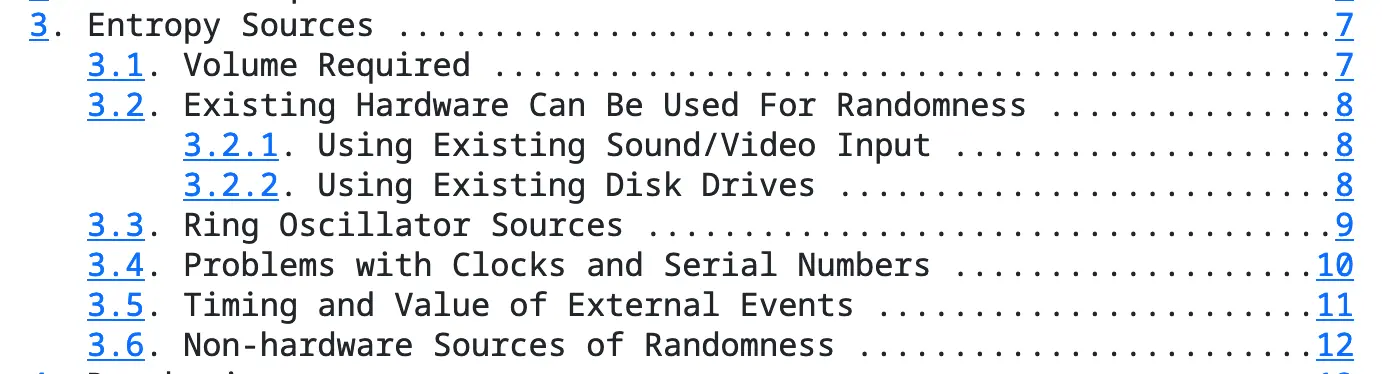 3. Entropy Sources .................................................7
3.1. Volume Required ............................................7
3.2. Existing Hardware Can Be Used For Randomness ...............8
3.2.1. Using Existing Sound/Video Input ....................8
3.2.2. Using Existing Disk Drives ..........................8
3.3. Ring Oscillator Sources ....................................9
3.4. Problems with Clocks and Serial Numbers ...................10
3.5. Timing and Value of External Events .......................11
3.6. Non-hardware Sources of Randomness ........................12